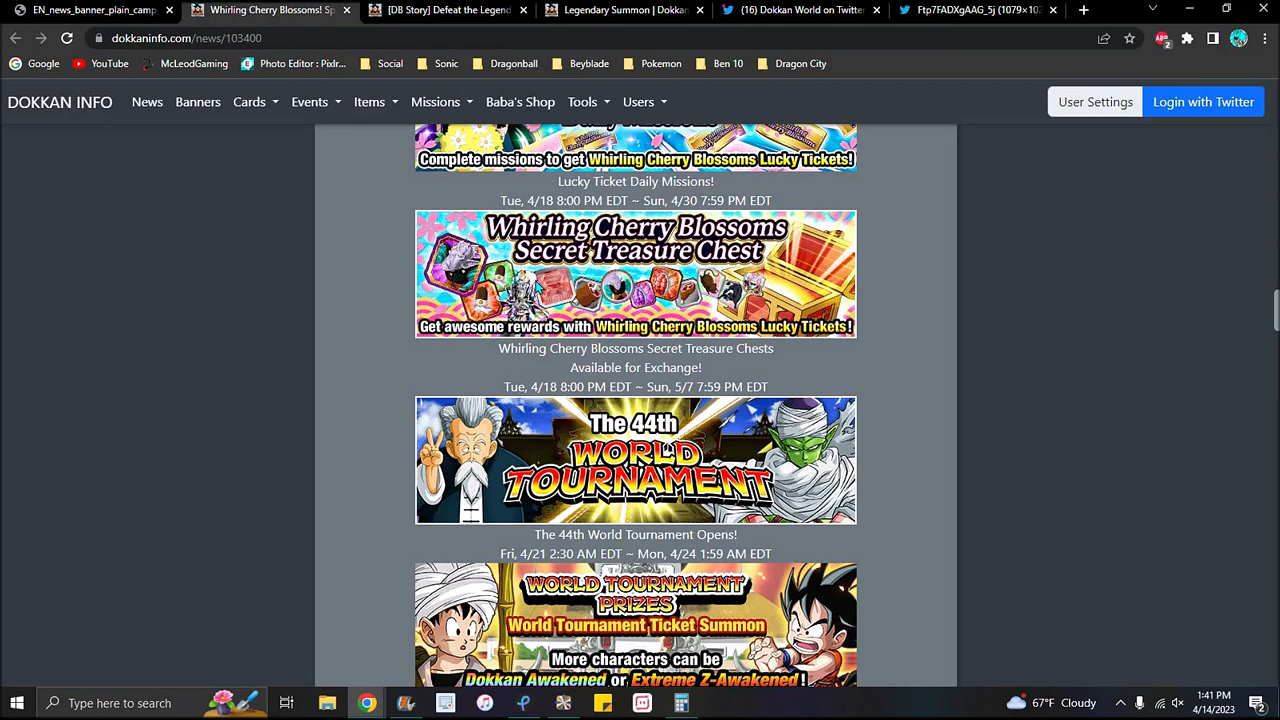 EN_news_banner_plain_camp
Whirling Cherry Blossoms! Sp
[DB Story] Defeat the Legend
Legendary Summon | Dokkan
(16) Dokkan World on Twitter
Ftp7FADXgAAG_5j (1079×10
dokkaninfo.com/news/103400
2
Google
YouTube
McLeodGaming
Photo Editor : Pixlr...
Social
Sonic
Dragonball
Beyblade
Pokemon
Ben 10
Dragon City
DOKKAN INFO
News
Banners
Cards
Events
Items
Missions
Baba's Shop
Tools
Users
User Settings
Login with Twitter
Complete missions to get Whirling Cherry Blossoms Lucky Tickets!
Lucky Ticket Daily Missions!
Tue, 4/18 8:00 PM EDT ~ Sun, 4/30 7:59 PM EDT
Whirling Cherry Blossoms
Secret Treasure Chest
Get awesome rewards with Whirling Cherry Blossoms Lucky Tickets!
Whirling Cherry Blossoms Secret Treasure Chests
Available for Exchange!
Tue, 4/18 8:00 PM EDT ~ Sun, 5/7 7:59 PM EDT
The 44th
WORLD
TOURNAMENT
The 44th World Tournament Opens!
Fri, 4/21 2:30 AM EDT ~ Mon, 4/24 1:59 AM EDT
WORLD TOURNAMENT
PRIZES
World Tournament Ticket Summon
More characters can be
Dokkan Awakened or Extreme Z-Awakened!
Type here to search
67°F Cloudy
1:41 PM
4/14/2023
2